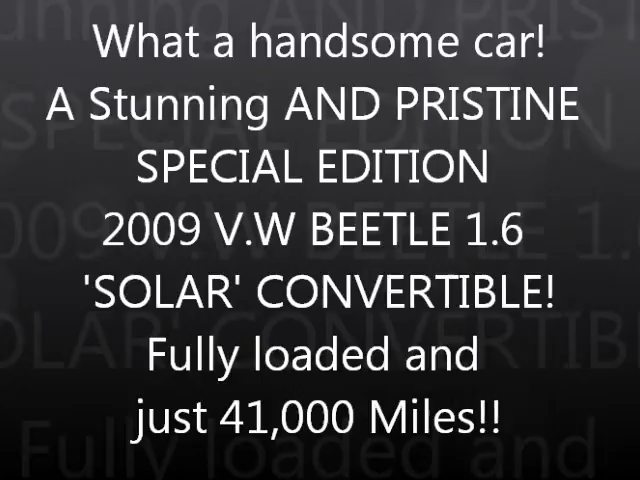 What a handsome car!
A Stunning AND PRISTINE
SPECIAL EDITION
2009 V.W BEETLE 1.6
'SOLAR' CONVERTIBLE!
Fully loaded and
just 41,000 Miles!!